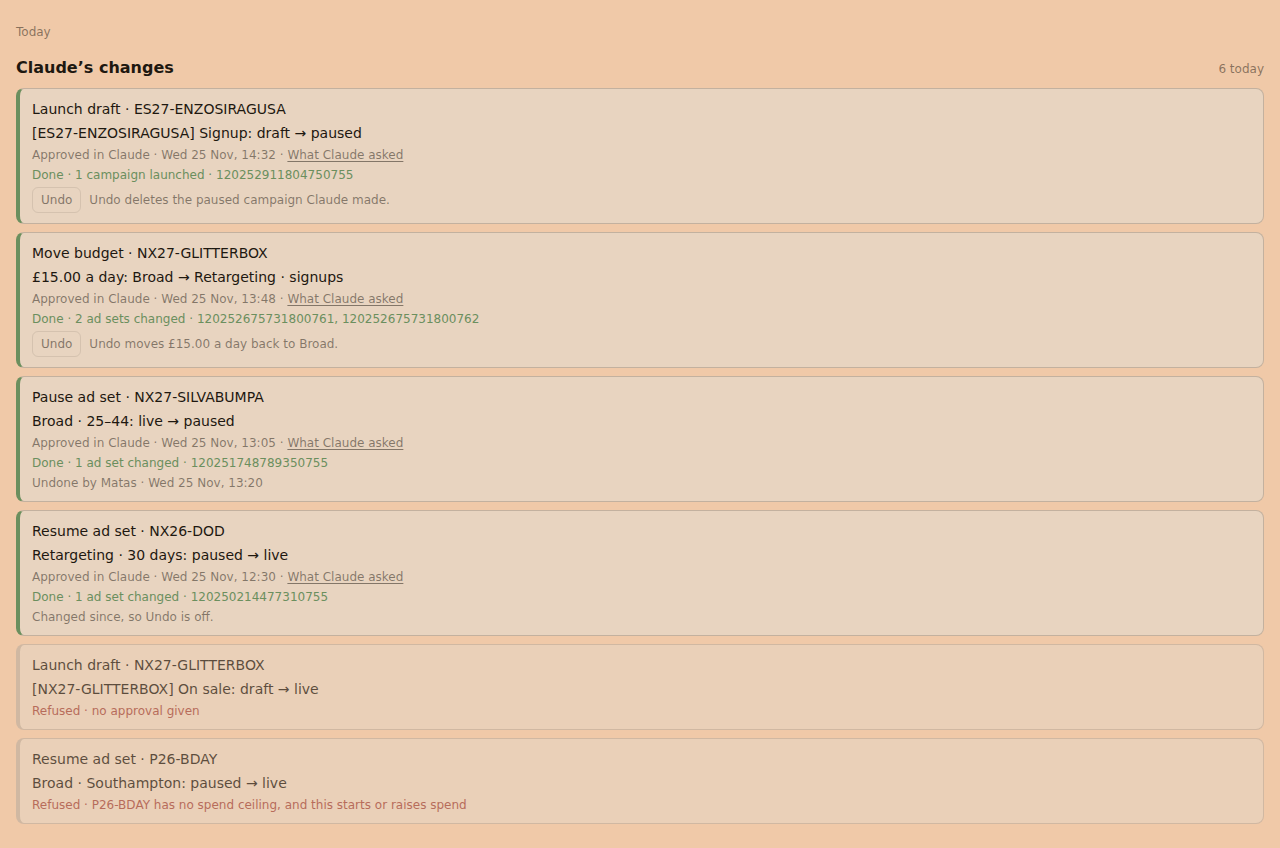 Today
Claude’s changes
6 today
Launch draft · ES27-ENZOSIRAGUSA
[ES27-ENZOSIRAGUSA] Signup: draft → paused
Approved in Claude · Wed 25 Nov, 14:32 · What Claude asked
Done · 1 campaign launched · 120252911804750755
Undo Undo deletes the paused campaign Claude made.
Move budget · NX27-GLITTERBOX
£15.00 a day: Broad → Retargeting · signups
Approved in Claude · Wed 25 Nov, 13:48 · What Claude asked
Done · 2 ad sets changed · 120252675731800761, 120252675731800762
Undo Undo moves £15.00 a day back to Broad.
Pause ad set · NX27-SILVABUMPA
Broad · 25–44: live → paused
Approved in Claude · Wed 25 Nov, 13:05 · What Claude asked
Done · 1 ad set changed · 120251748789350755
Undone by Matas · Wed 25 Nov, 13:20
Resume ad set · NX26-DOD
Retargeting · 30 days: paused → live
Approved in Claude · Wed 25 Nov, 12:30 · What Claude asked
Done · 1 ad set changed · 120250214477310755
Changed since, so Undo is off.
Launch draft · NX27-GLITTERBOX
[NX27-GLITTERBOX] On sale: draft → live
Refused · no approval given
Resume ad set · P26-BDAY
Broad · Southampton: paused → live
Refused · P26-BDAY has no spend ceiling, and this starts or raises spend